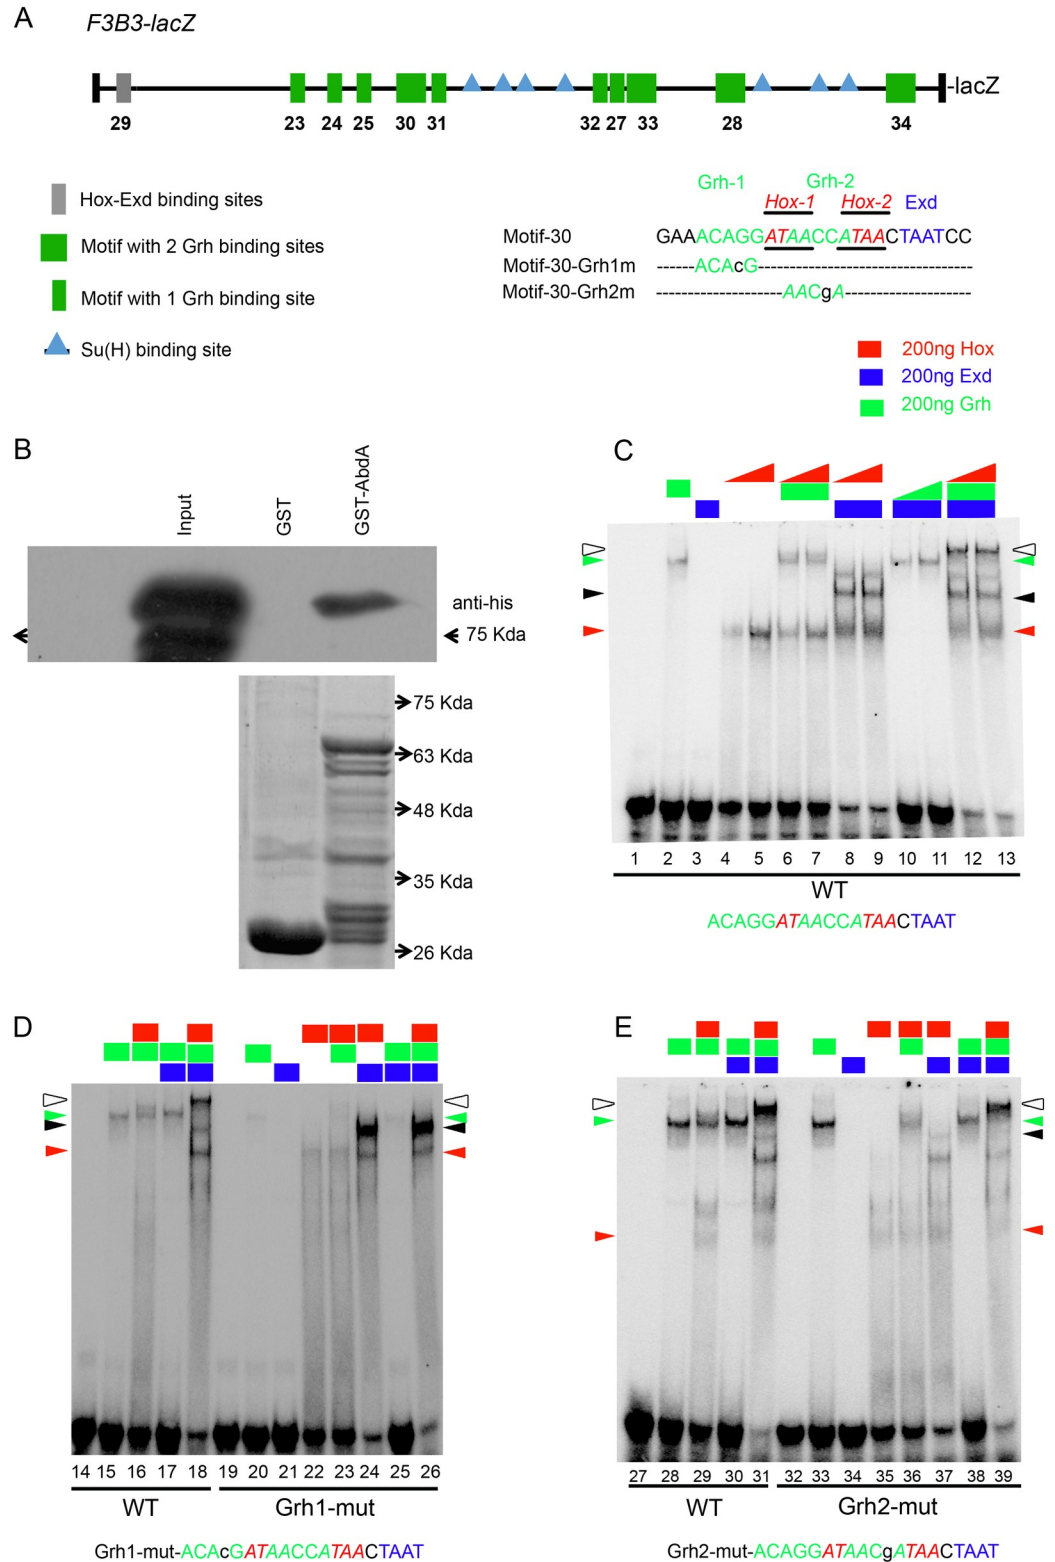 A
F3B3-lacZ
-lacZ
29 23 24 25 30 31 32 27 33 28 34
Hox-Exd binding sites
Motif with 2 Grh binding sites
Motif with 1 Grh binding site
Su(H) binding site
Grh-1 Grh-2
Hox-1 Hox-2 Exd
Motif-30 GAAACAGGATAACCATAACTAATCC
Motif-30-Grh1m ------ACAcG----------------------------------
Motif-30-Grh2m --------------------AACgA--------------------
200ng Hox
200ng Exd
200ng Grh
B
Input GST GST-AbdA
anti-his
75 Kda
75 Kda
63 Kda
48 Kda
35 Kda
26 Kda
C
1 2 3 4 5 6 7 8 9 10 11 12 13
WT
ACAGGATAACCATAACTAAT
D
14 15 16 17 18 19 20 21 22 23 24 25 26
WT Grh1-mut
Grh1-mut-ACAcGATAACCATAACTAAT
E
27 28 29 30 31 32 33 34 35 36 37 38 39
WT Grh2-mut
Grh2-mut-ACAGGATAACgATAACTAAT